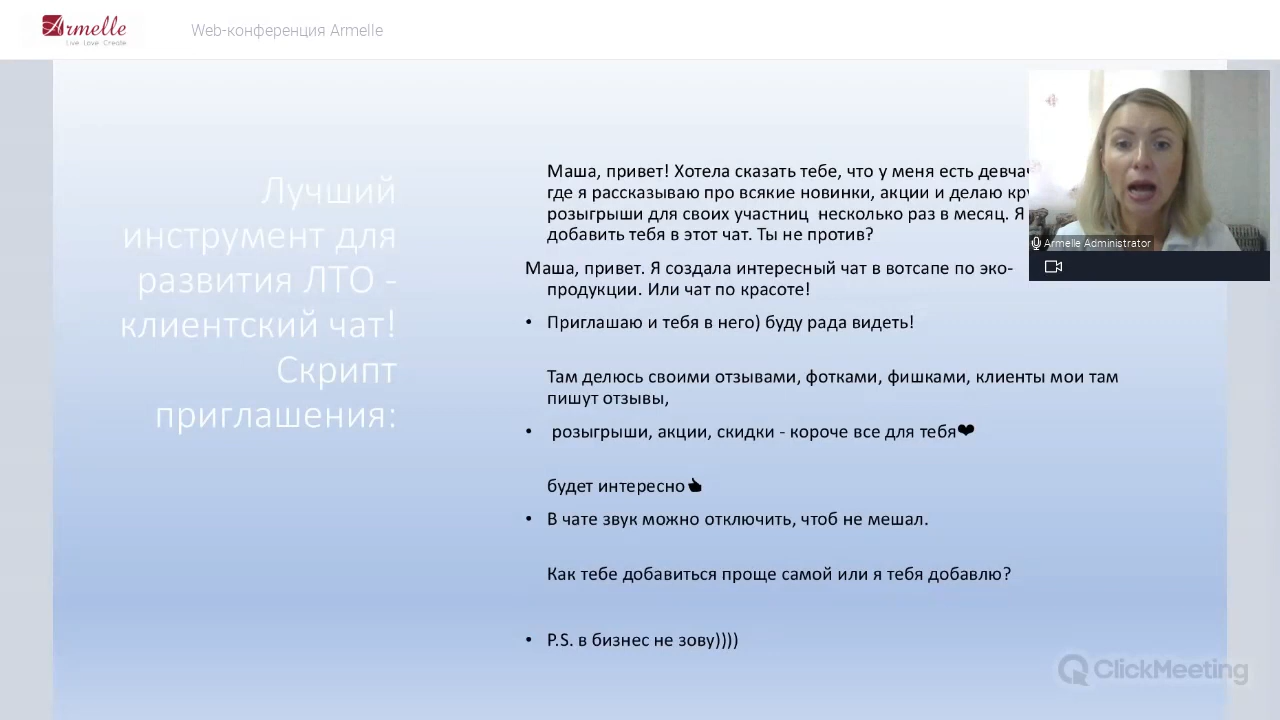 Armelle
Live Love Create
Web-конференция Armelle
Лучший
инструмент для
развития ЛТО -
клиентский чат!
Скрипт
приглашения:
Маша, привет! Хотела сказать тебе, что у меня есть
где я рассказываю про всякие новинки, акции и делаю
розыгрыши для своих участниц несколько раз в месяц. Я
добавить тебя в этот чат. Ты не против?
Маша, привет. Я создала интересный чат в вотсапе по эко-
продукции. Или чат по красоте!
• Приглашаю и тебя в него) буду рада видеть!
Там делюсь своими отзывами, фотками, фишками, клиенты мои там
пишут отзывы,
• розыгрыши, акции, скидки - короче все для тебя❤
будет интересно👍
• В чате звук можно отключить, чтоб не мешал.
Как тебе добавиться проще самой или я тебя добавлю?
• P.S. в бизнес не зову))))
Armelle Administrator
ClickMeeting